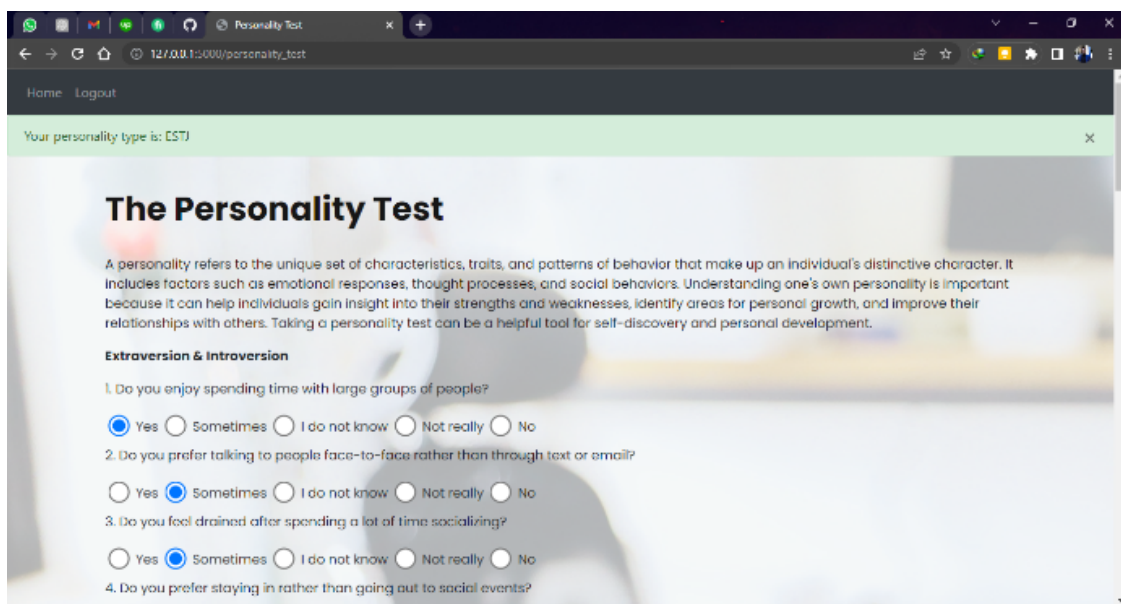 Personality Test
127.0.0.1:5000/personality_test
Home Logout
Your personality type is: ESTJ
The Personality Test
A personality refers to the unique set of characteristics, traits, and patterns of behavior that make up an individual's distinctive character. It
includes factors such as emotional responses, thought processes, and social behaviors. Understanding one's own personality is important
because it can help individuals gain insight into their strengths and weaknesses, identify areas for personal growth, and improve their
relationships with others. Taking a personality test can be a helpful tool for self-discovery and personal development.
Extraversion & Introversion
1. Do you enjoy spending time with large groups of people?
Yes Sometimes I do not know Not really No
2. Do you prefer talking to people face-to-face rather than through text or email?
Yes Sometimes I do not know Not really No
3. Do you feel drained after spending a lot of time socializing?
Yes Sometimes I do not know Not really No
4. Do you prefer staying in rather than going out to social events?